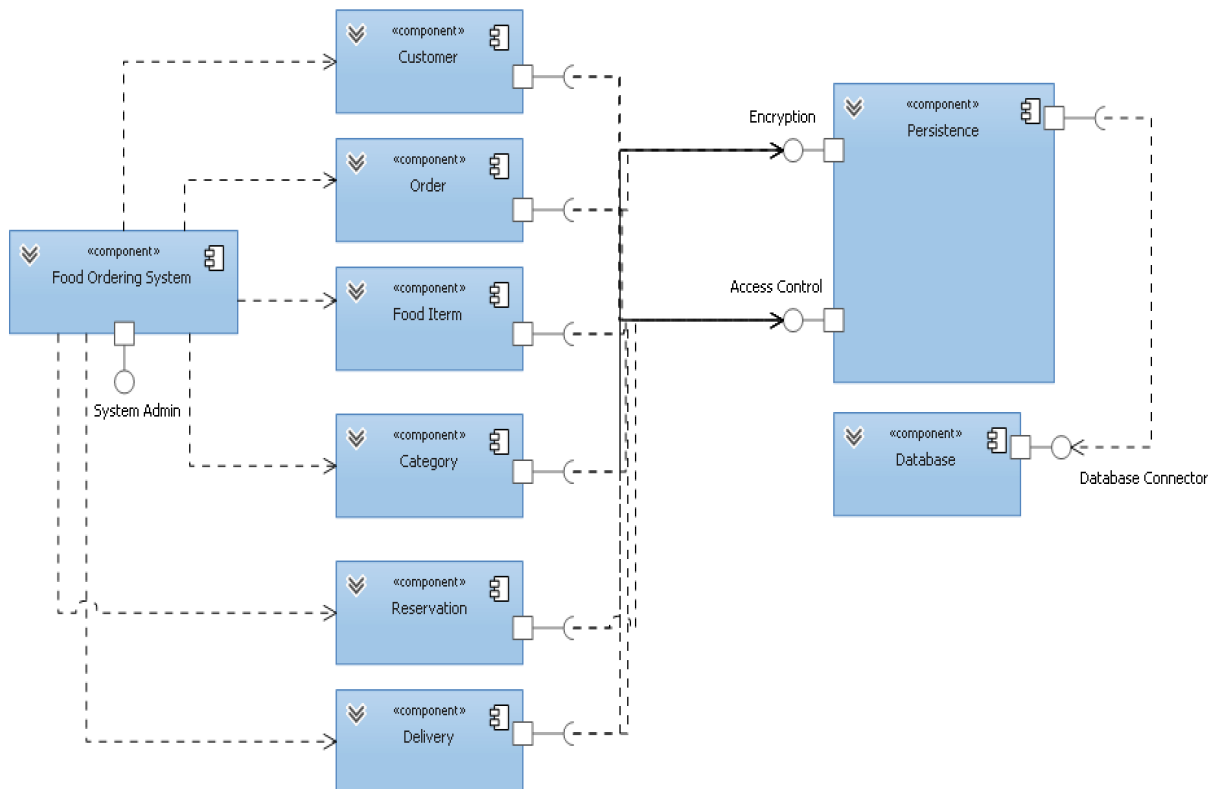 «component»
Customer
«component»
Order
«component»
Food Ordering System
System Admin
«component»
Food Iterm
«component»
Category
«component»
Reservation
«component»
Delivery
Encryption
Access Control
«component»
Persistence
«component»
Database
Database Connector